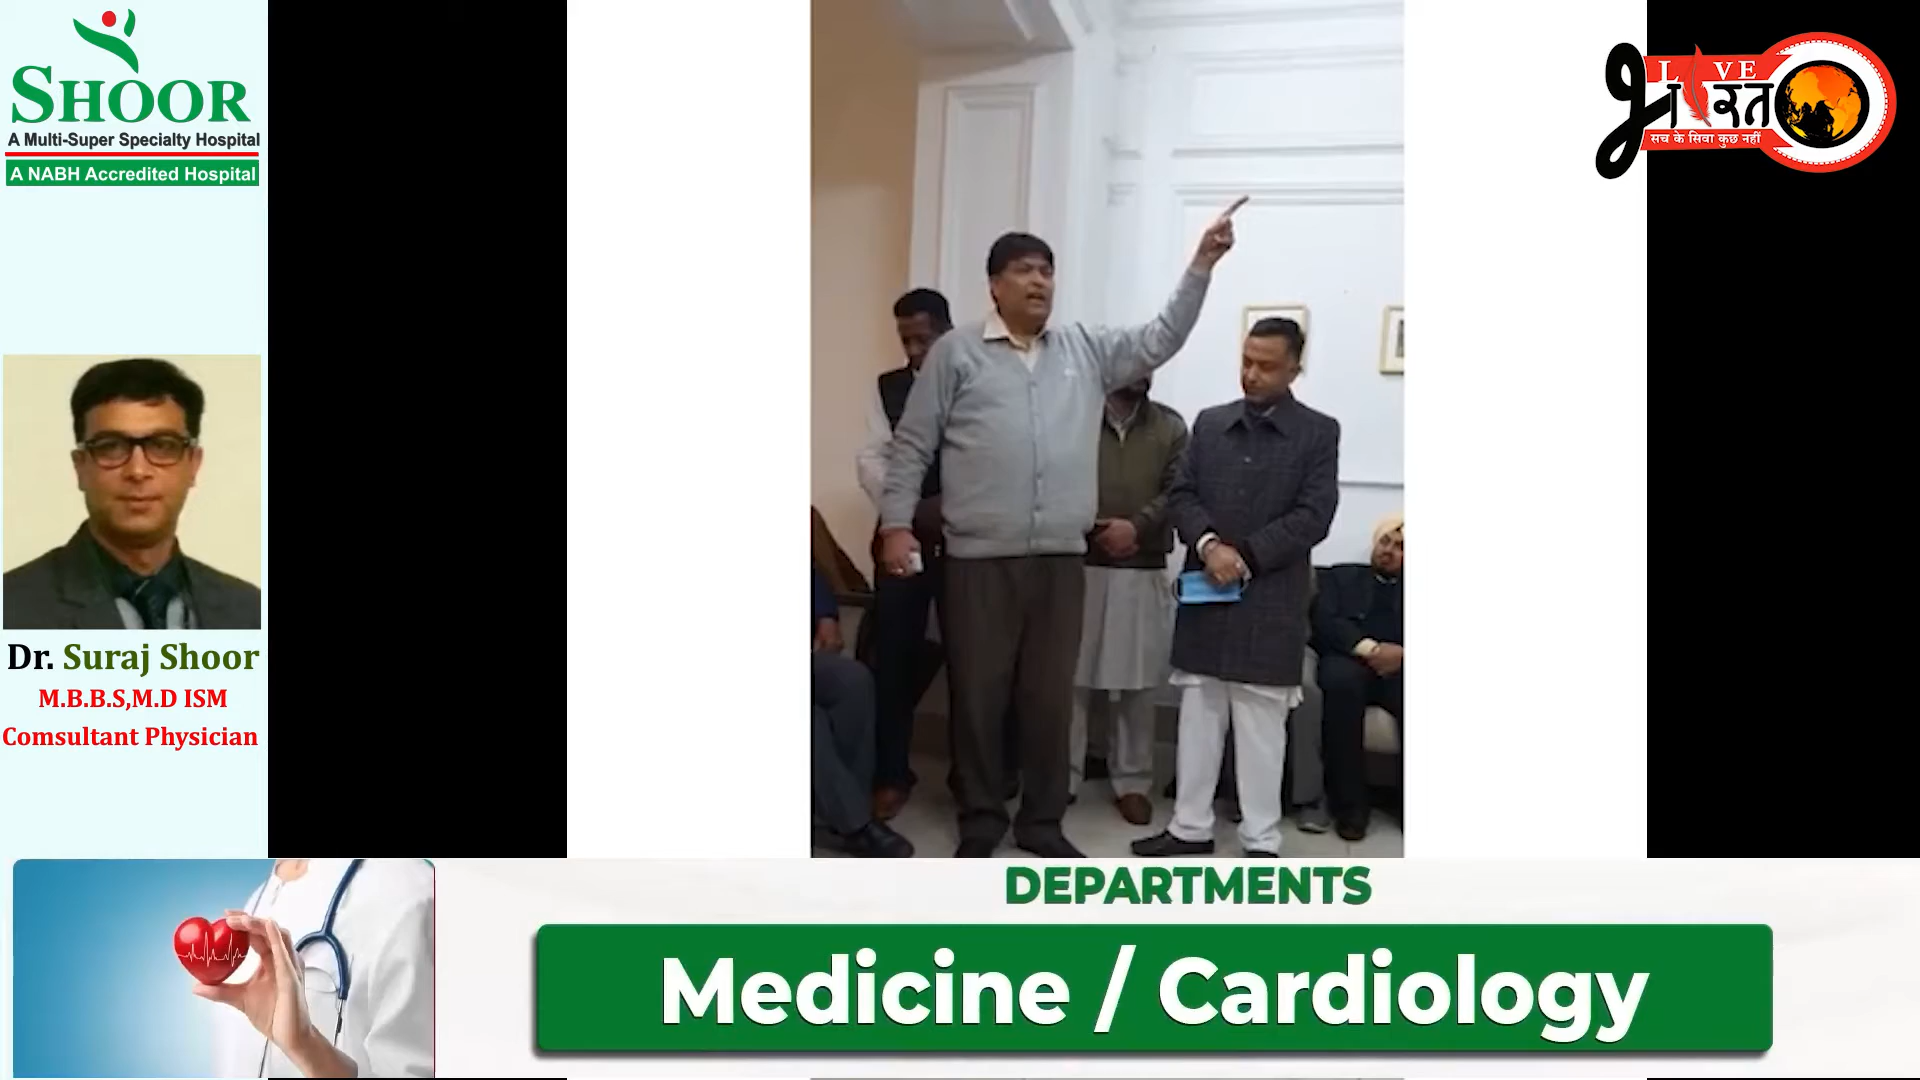 SHOOR
A Multi-Super Specialty Hospital
A NABH Accredited Hospital
LIVE
भारत
सच के सिवा कुछ नहीं
Dr. Suraj Shoor
M.B.B.S,M.D ISM
Comsultant Physician
DEPARTMENTS
Medicine / Cardiology